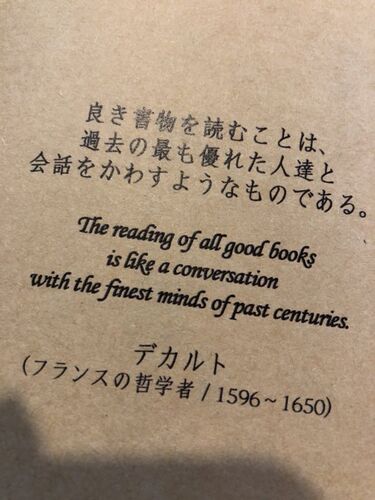 良き書物を読むことは、
過去の最も優れた人達と
会話をかわすようなものである。
The reading of all good books
is like a conversation
with the finest minds of past centuries.
デカルト
(フランスの哲学者 / 1596~1650)